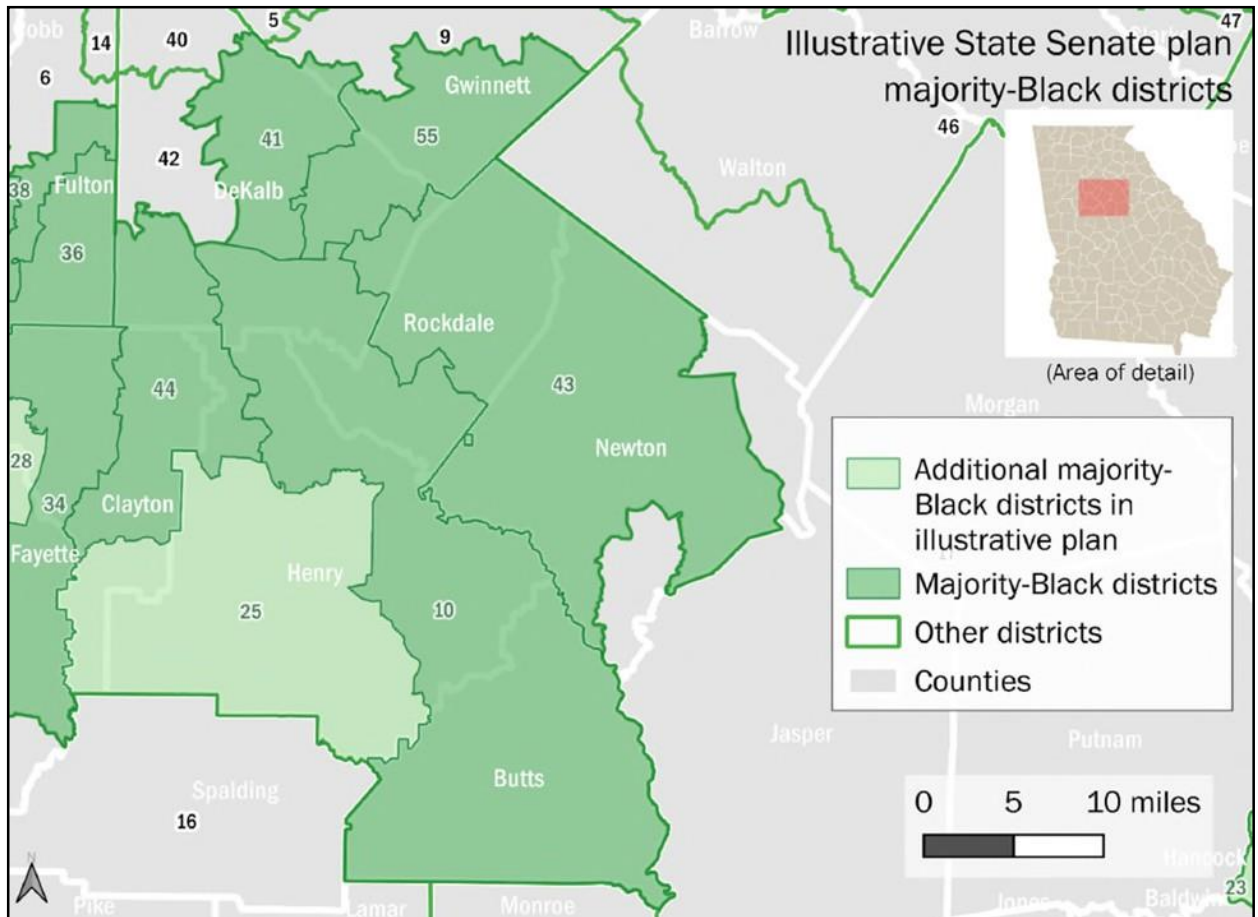 Illustrative State Senate plan
majority-Black districts
(Area of detail)
Additional majority-
Black districts in
illustrative plan
Majority-Black districts
Other districts
Counties
0 5 10 miles
N
5
47
14
40
9
Barrow
6
Gwinnett
46
41
55
42
Walton
38
Fulton
DeKalb
36
Rockdale
43
44
Morgan
Newton
28
34
Clayton
Fayette
Henry
25
10
Jasper
Putnam
Butts
Spalding
16
Hancock
23
Pike
Lamar
Monroe
Jones
Baldwin